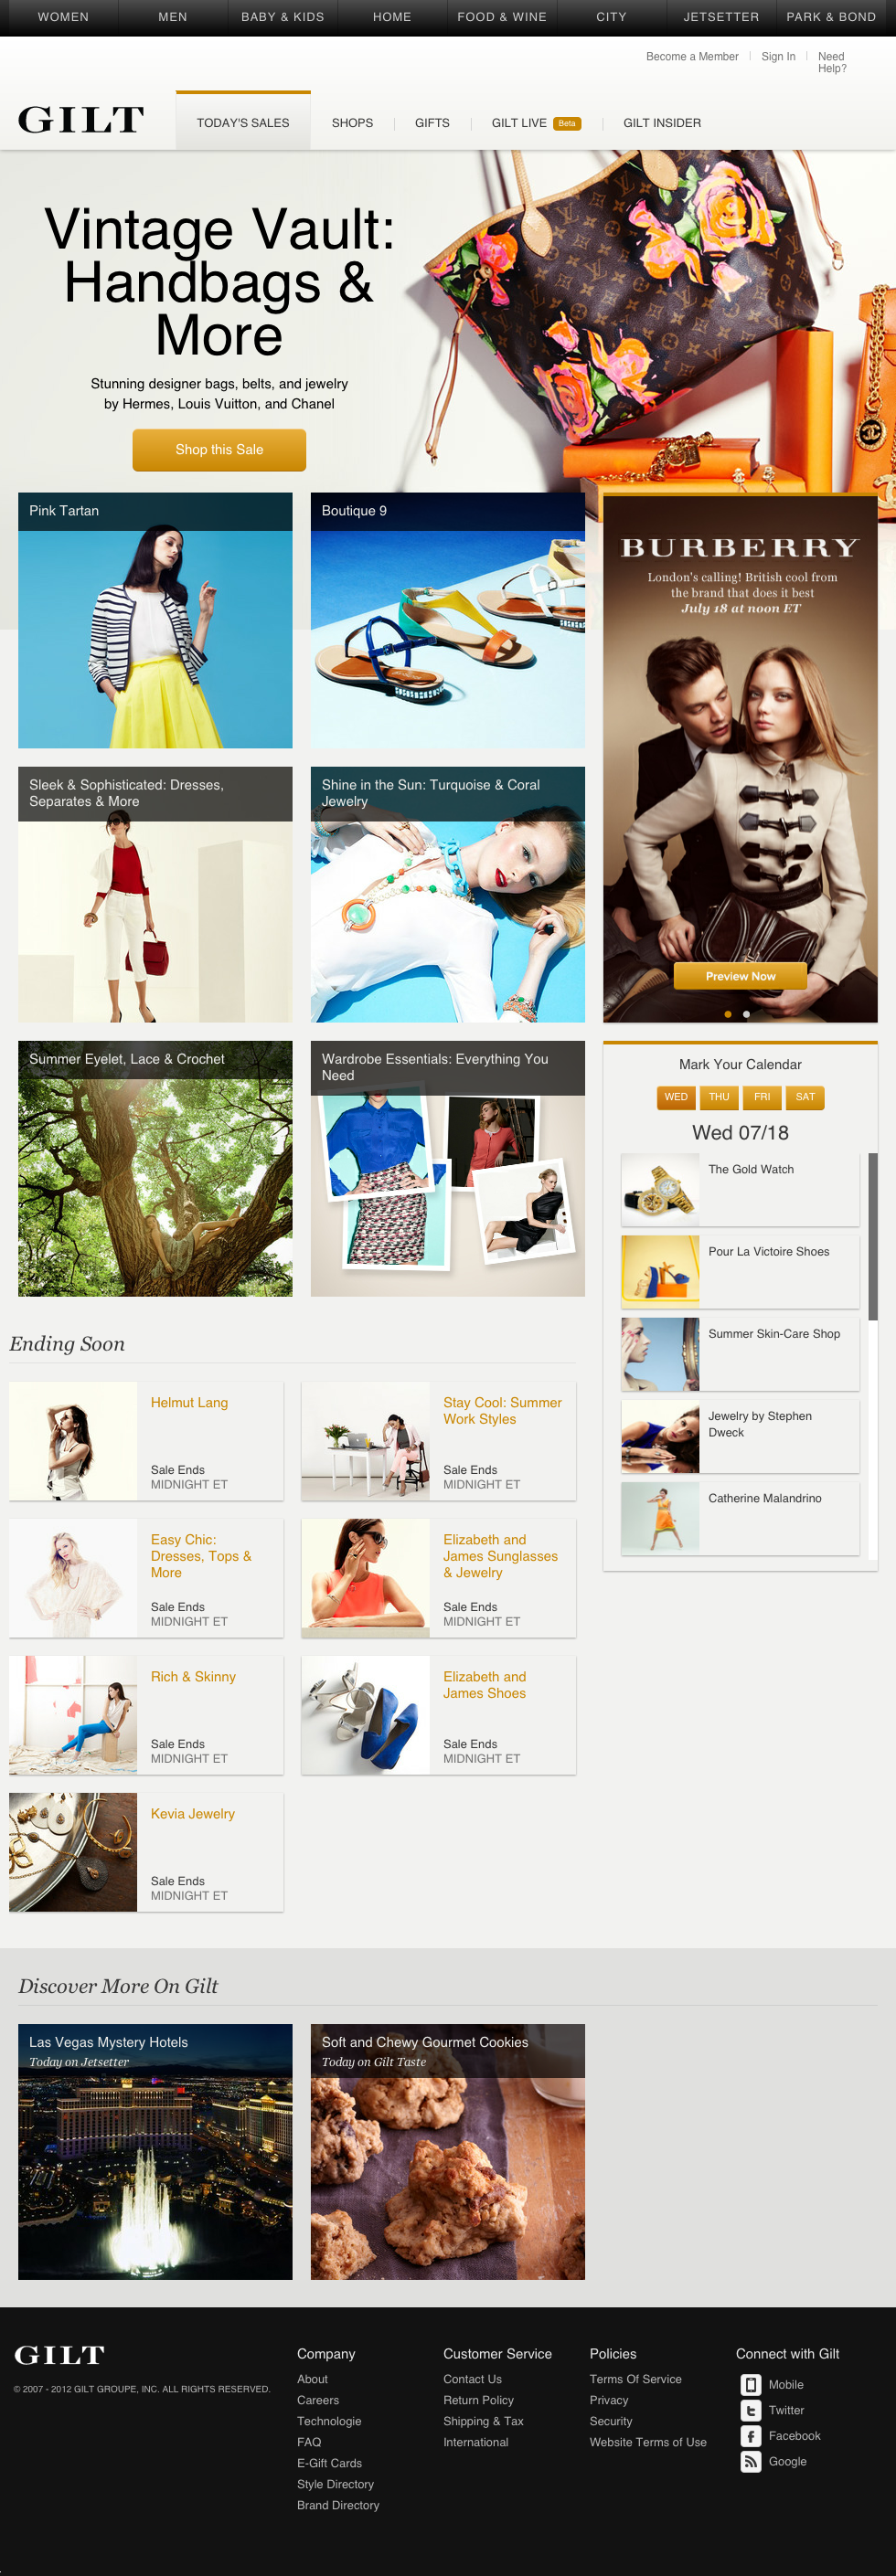 WOMEN MEN BABY & KIDS HOME FOOD & WINE CITY JETSETTER PARK & BOND
Become a Member Sign In Need
Help?
GILT
TODAY'S SALES SHOPS GIFTS GILT LIVE Beta GILT INSIDER
Vintage Vault:
Handbags &
More
Stunning designer bags, belts, and jewelry
by Hermes, Louis Vuitton, and Chanel
Shop this Sale
Pink Tartan
Boutique 9
BURBERRY
London's calling! British cool from
the brand that does it best
July 18 at noon ET
Preview Now
Sleek & Sophisticated: Dresses,
Separates & More
Shine in the Sun: Turquoise & Coral
Jewelry
Summer Eyelet, Lace & Crochet
Wardrobe Essentials: Everything You
Need
Mark Your Calendar
WED THU FRI SAT
Wed 07/18
The Gold Watch
Pour La Victoire Shoes
Summer Skin-Care Shop
Jewelry by Stephen
Dweck
Catherine Malandrino
Ending Soon
Helmut Lang
Sale Ends
MIDNIGHT ET
Stay Cool: Summer
Work Styles
Sale Ends
MIDNIGHT ET
Easy Chic:
Dresses, Tops &
More
Sale Ends
MIDNIGHT ET
Elizabeth and
James Sunglasses
& Jewelry
Sale Ends
MIDNIGHT ET
Rich & Skinny
Sale Ends
MIDNIGHT ET
Elizabeth and
James Shoes
Sale Ends
MIDNIGHT ET
Kevia Jewelry
Sale Ends
MIDNIGHT ET
Discover More On Gilt
Las Vegas Mystery Hotels
Today on Jetsetter
Soft and Chewy Gourmet Cookies
Today on Gilt Taste
GILT
© 2007 - 2012 GILT GROUPE, INC. ALL RIGHTS RESERVED.
Company
About
Careers
Technologie
FAQ
E-Gift Cards
Style Directory
Brand Directory
Customer Service
Contact Us
Return Policy
Shipping & Tax
International
Policies
Terms Of Service
Privacy
Security
Website Terms of Use
Connect with Gilt
Mobile
Twitter
Facebook
Google